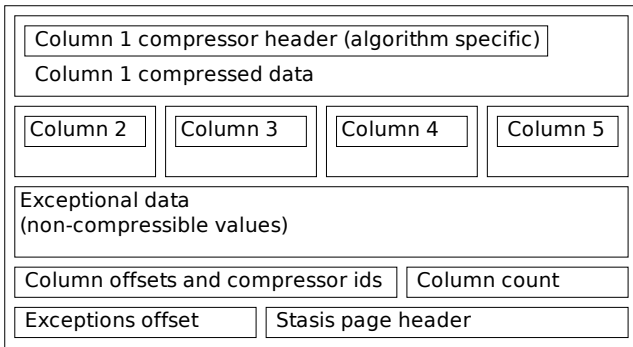 Column 1 compressor header (algorithm specific)
Column 1 compressed data
Column 2 Column 3 Column 4 Column 5
Exceptional data
(non-compressible values)
Column offsets and compressor ids Column count
Exceptions offset Stasis page header